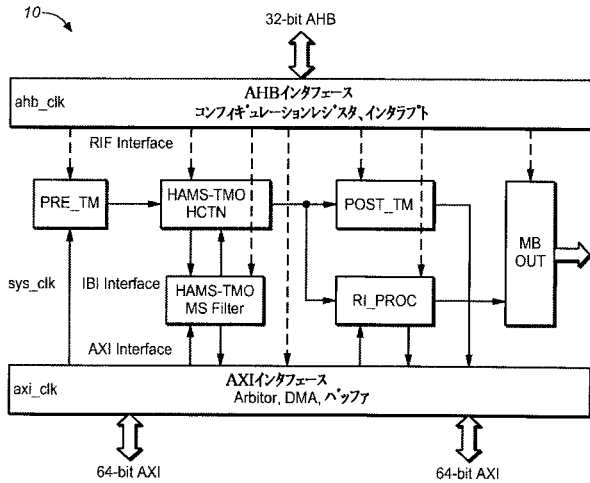 10
32-bit AHB
AHBインタフェース
コンフィギュレーションレジスタ、インタラプト
ahb_clk
RIF Interface
PRE_TM
HAMS-TMO
HCTN
POST_TM
MB
OUT
sys_clk
IBI Interface
HAMS-TMO
MS Filter
RI_PROC
AXI Interface
axi_clk
AXIインタフェース
Arbitor, DMA, バッファ
64-bit AXI
64-bit AXI